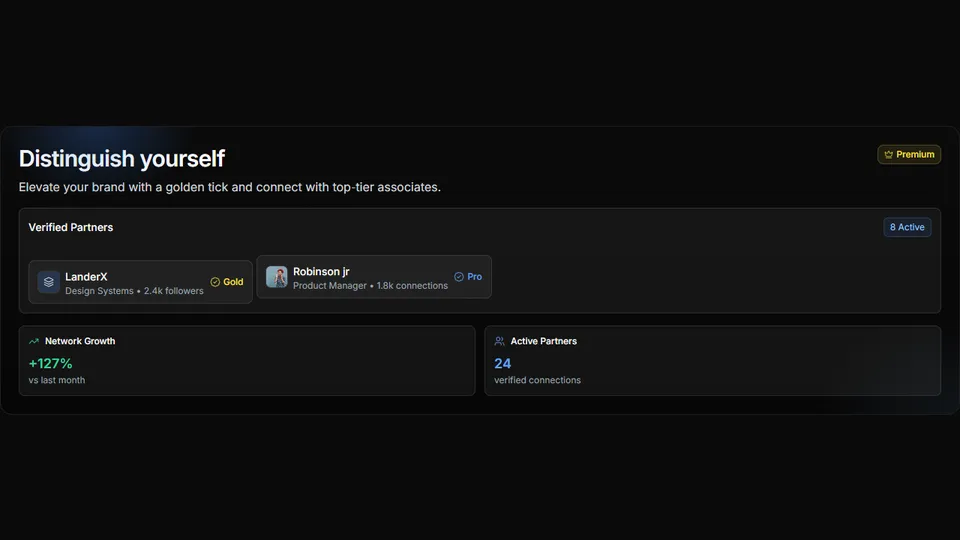 Distinguish yourself
Premium
Elevate your brand with a golden tick and connect with top-tier associates.
Verified Partners
8 Active
LanderX
Design Systems • 2.4k followers
Gold
Robinson jr
Product Manager • 1.8k connections
Pro
Network Growth
+127%
vs last month
Active Partners
24
verified connections